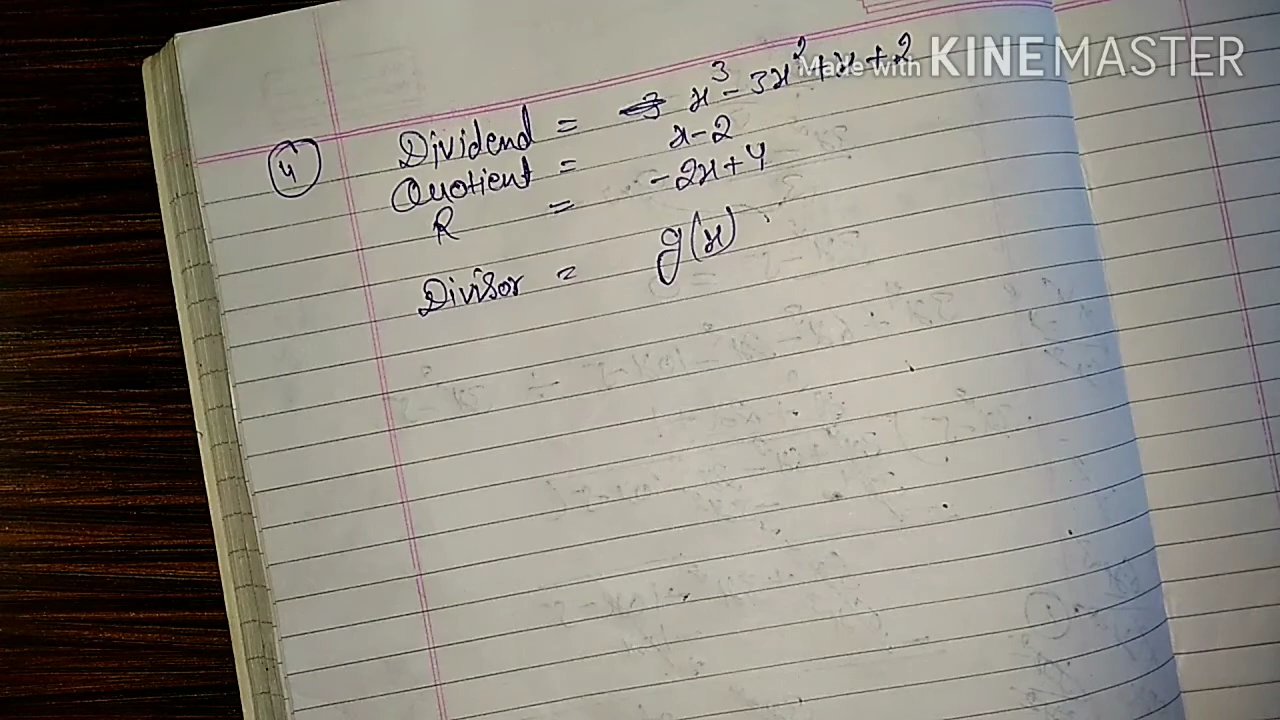 Made with KINEMASTER
4 Dividend = x³ - 3x² + x + 2
Quotient = x - 2
R = -2x + 4
Divisor = g(x)